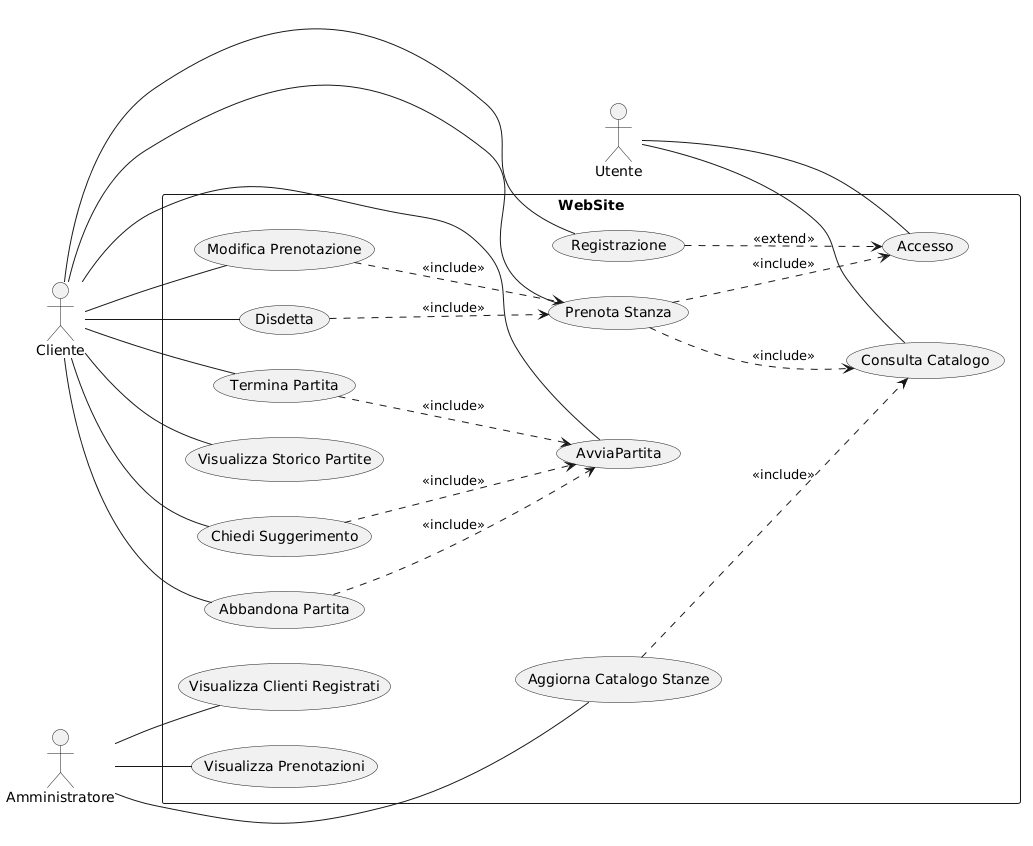 Utente
WebSite
Modifica Prenotazione
Registrazione
«extend»
Accesso
«include»
«include»
Cliente
Disdetta
«include»
Prenota Stanza
«include»
Consulta Catalogo
Termina Partita
«include»
Visualizza Storico Partite
AvviaPartita
«include»
«include»
Chiedi Suggerimento
«include»
Abbandona Partita
Visualizza Clienti Registrati
Aggiorna Catalogo Stanze
Visualizza Prenotazioni
Amministratore